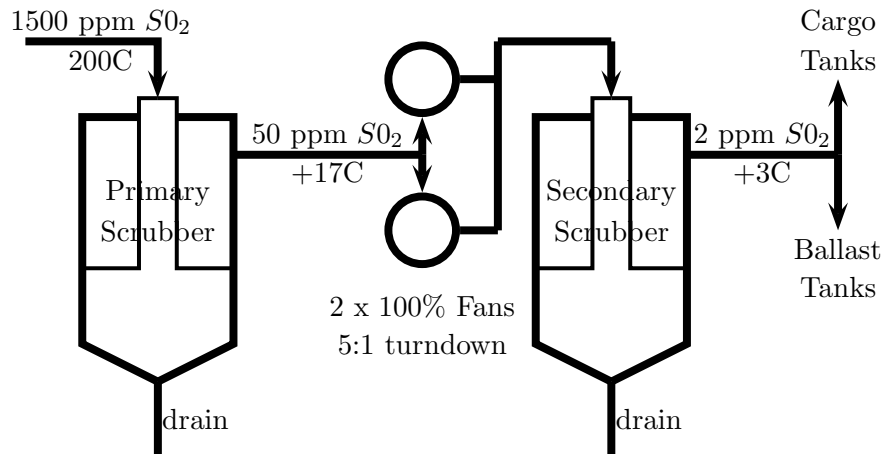 1500 ppm S0₂
200C
Primary
Scrubber
drain
50 ppm S0₂
+17C
2 x 100% Fans
5:1 turndown
Secondary
Scrubber
drain
2 ppm S0₂
+3C
Cargo
Tanks
Ballast
Tanks